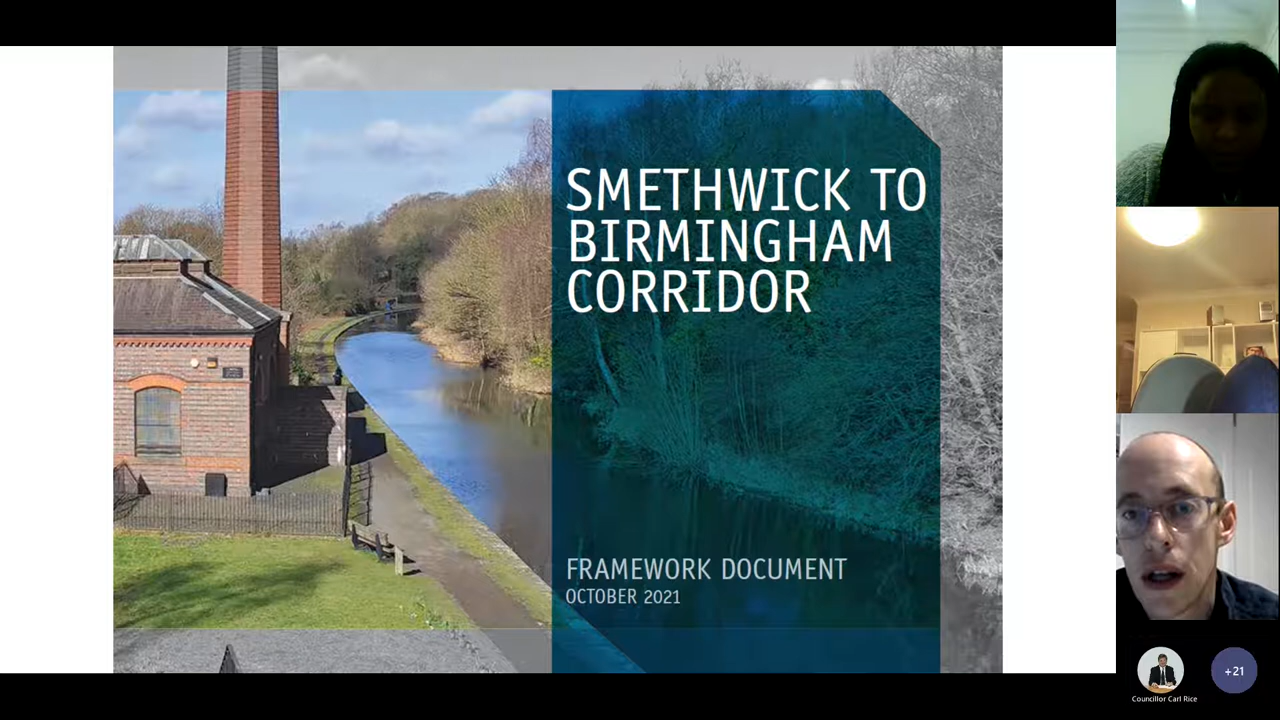 SMETHWICK TO
BIRMINGHAM
CORRIDOR
FRAMEWORK DOCUMENT
OCTOBER 2021
Councillor Carl Rice
+21